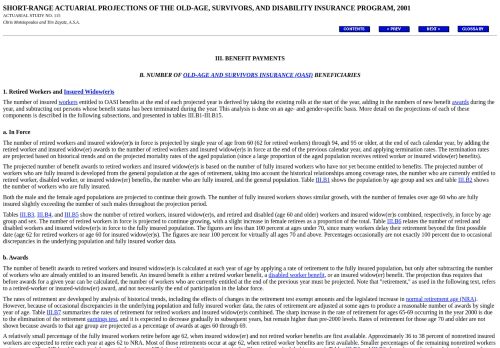 SHORT-RANGE ACTUARIAL PROJECTIONS OF THE OLD-AGE, SURVIVORS, AND DISABILITY INSURANCE PROGRAM, 2001
ACTUARIAL STUDY NO. 115
Chris Motsiopoulos and Tim Zayatz, A.S.A.
CONTENTS < PREV NEXT > GLOSSARY
III. BENEFIT PAYMENTS
B. NUMBER OF OLD-AGE AND SURVIVORS INSURANCE (OASI) BENEFICIARIES
1. Retired Workers and Insured Widow(er)s
The number of insured workers entitled to OASI benefits at the end of each projected year is derived by taking the existing rolls at the start of the year, adding in the numbers of new benefit awards during the
year, and subtracting out persons whose benefit status has been terminated during the year. This analysis is done on an age- and gender-specific basis. More detail on the projections of each of these
components is described in the following subsections, and presented in tables III.B1-III.B15.
a. In Force
The number of retired workers and insured widow(er)s in force is projected by single year of age from 60 (62 for retired workers) through 94, and 95 or older, at the end of each calendar year, by adding the
retired worker and insured widow(er) awards to the number of retired workers and insured widow(er)s in force at the end of the previous calendar year, and applying termination rates. The termination rates
are projected based on historical trends and on the projected mortality rates of the aged population (since a large proportion of the aged population receives retired worker or insured widow(er) benefits).
The projected number of benefit awards to retired workers and insured widow(er)s is based on the number of fully insured workers who have not yet become entitled to benefits. The projected number of
workers who are fully insured is developed from the general population at the ages of retirement, taking into account the historical relationships among coverage rates, the number of workers currently entitled to
retired worker, disabled worker, or insured widow(er) benefits, the number who are fully insured, and the general population. Table III.B1 shows the population by age group and sex and table III.B2 shows
the number of workers who are fully insured.
Both the male and the female aged populations are projected to continue their growth. The number of fully insured workers shows similar growth, with the number of females over age 60 who are fully
insured slightly exceeding the number of such males throughout the projection period.
Tables III.B3, III.B4, and III.B5 show the number of retired workers, insured widow(er)s, and retired and disabled (age 60 and older) workers and insured widow(er)s combined, respectively, in force by age
group and sex. The number of retired workers in force is projected to continue growing, with a slight increase in female retirees as a proportion of the total. Table III.B6 relates the number of retired and
disabled workers and insured widow(er)s in force to the fully insured population. The figures are less than 100 percent at ages under 70, since many workers delay their retirement beyond the first possible
date (age 62 for retired workers or age 60 for insured widow(er)s). The figures are near 100 percent for virtually all ages 70 and above. Percentages occasionally are not exactly 100 percent due to occasional
discrepancies in the underlying population and fully insured worker data.
b. Awards
The number of benefit awards to retired workers and insured widow(er)s is calculated at each year of age by applying a rate of retirement to the fully insured population, but only after subtracting the number
of workers who are already entitled to an insured benefit. An insured benefit is either a retired worker benefit, a disabled worker benefit, or an insured widow(er) benefit. The projection thus requires that
before awards for a given year can be calculated, the number of workers who are currently entitled at the end of the previous year must be projected. Note that "retirement," as used in the following text, refers
to a retired-worker or insured-widow(er) award, and not necessarily the end of participation in the labor force.
The rates of retirement are developed by analysis of historical trends, including the effects of changes in the retirement test exempt amounts and the legislated increase in normal retirement age (NRA).
However, because of occasional discrepancies in the underlying population and fully insured worker data, the rates of retirement are adjusted at some ages to produce a reasonable number of awards by single
year of age. Table III.B7 summarizes the rates of retirement for retired workers and insured widow(er)s combined. The sharp increase in the rate of retirement for ages 65-69 occurring in the year 2000 is due
to the elimination of the retirement earnings test, and it is expected to decrease gradually in subsequent years, but remain higher than pre-2000 levels. Rates of retirement for those age 70 and older are not
shown because awards to that age group are projected as a percentage of awards at ages 60 through 69.
A relatively small percentage of the fully insured workers retire before age 62, when insured widow(er) and not retired worker benefits are first available. Approximately 36 to 38 percent of nonretired insured
workers are expected to retire each year at ages 62 to NRA. Most of those retirements occur at age 62, when retired worker benefits are first available. Smaller percentages of the remaining nonretired workers